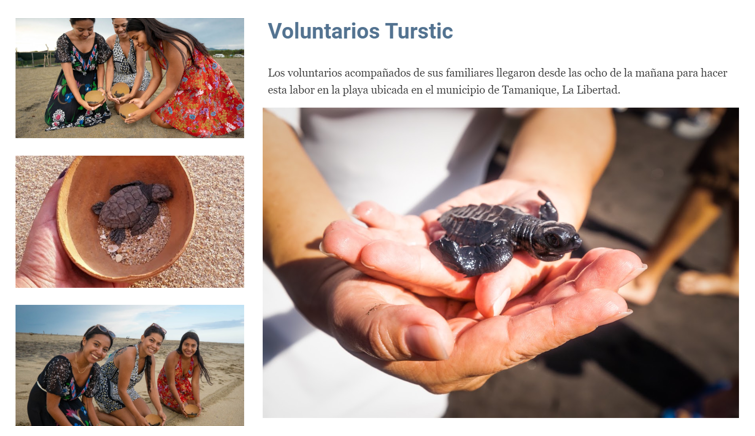 Voluntarios Turstic
Los voluntarios acompañados de sus familiares llegaron desde las ocho de la mañana para hacer
esta labor en la playa ubicada en el municipio de Tamanique, La Libertad.